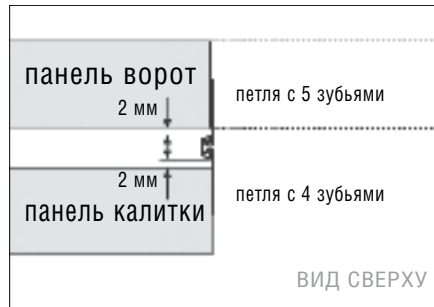 панель ворот
2 мм
петля с 5 зубьями
2 мм
петля с 4 зубьями
панель калитки
ВИД СВЕРХУ